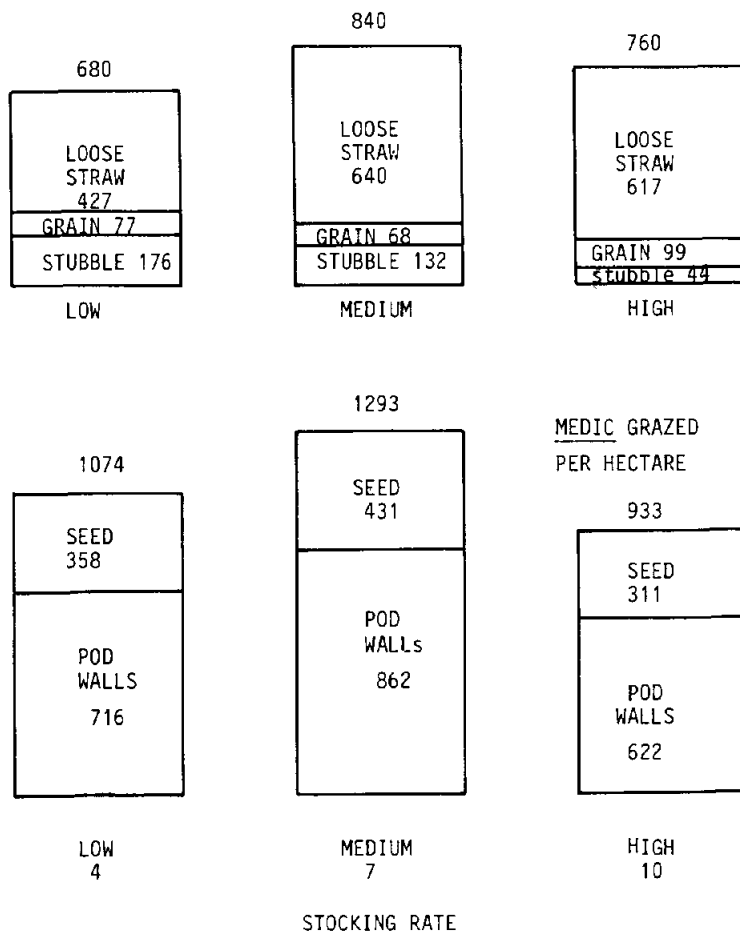 680
840
760
LOOSE
STRAW
427
GRAIN 77
STUBBLE 176
LOW
LOOSE
STRAW
640
GRAIN 68
STUBBLE 132
MEDIUM
LOOSE
STRAW
617
GRAIN 99
stubble 44
HIGH
MEDIC GRAZED
PER HECTARE
1074
SEED
358
POD
WALLS
716
LOW
4
1293
SEED
431
POD
WALLs
862
MEDIUM
7
933
SEED
311
POD
WALLS
622
HIGH
10
STOCKING RATE